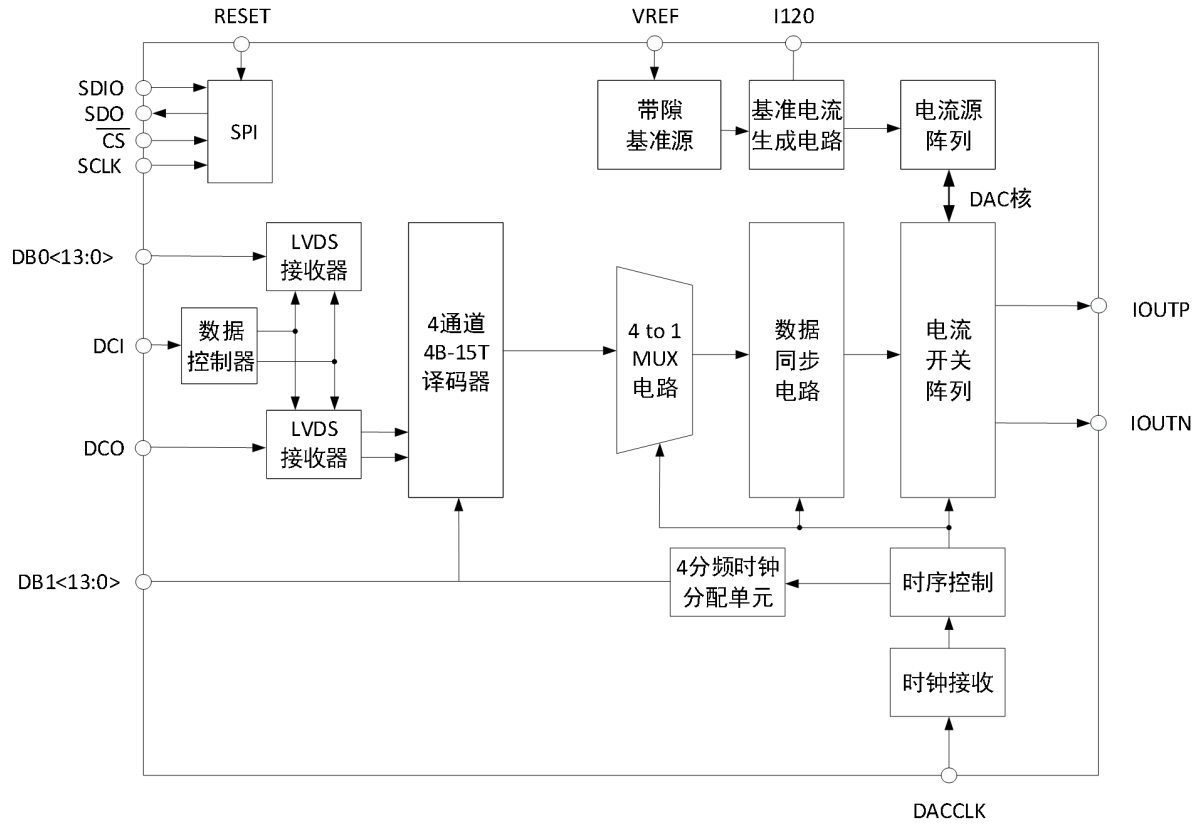 RESET
VREF
I120
SDIO
SDO
CS
SCLK
SPI
带隙
基准源
基准电流
生成电路
电流源
阵列
DAC核
DB0<13:0>
LVDS
接收器
DCI
数据
控制器
4通道
4B-15T
译码器
4 to 1
MUX
电路
数据
同步
电路
电流
开关
阵列
IOUTP
IOUTN
DCO
LVDS
接收器
DB1<13:0>
4分频时钟
分配单元
时序控制
时钟接收
DACCLK